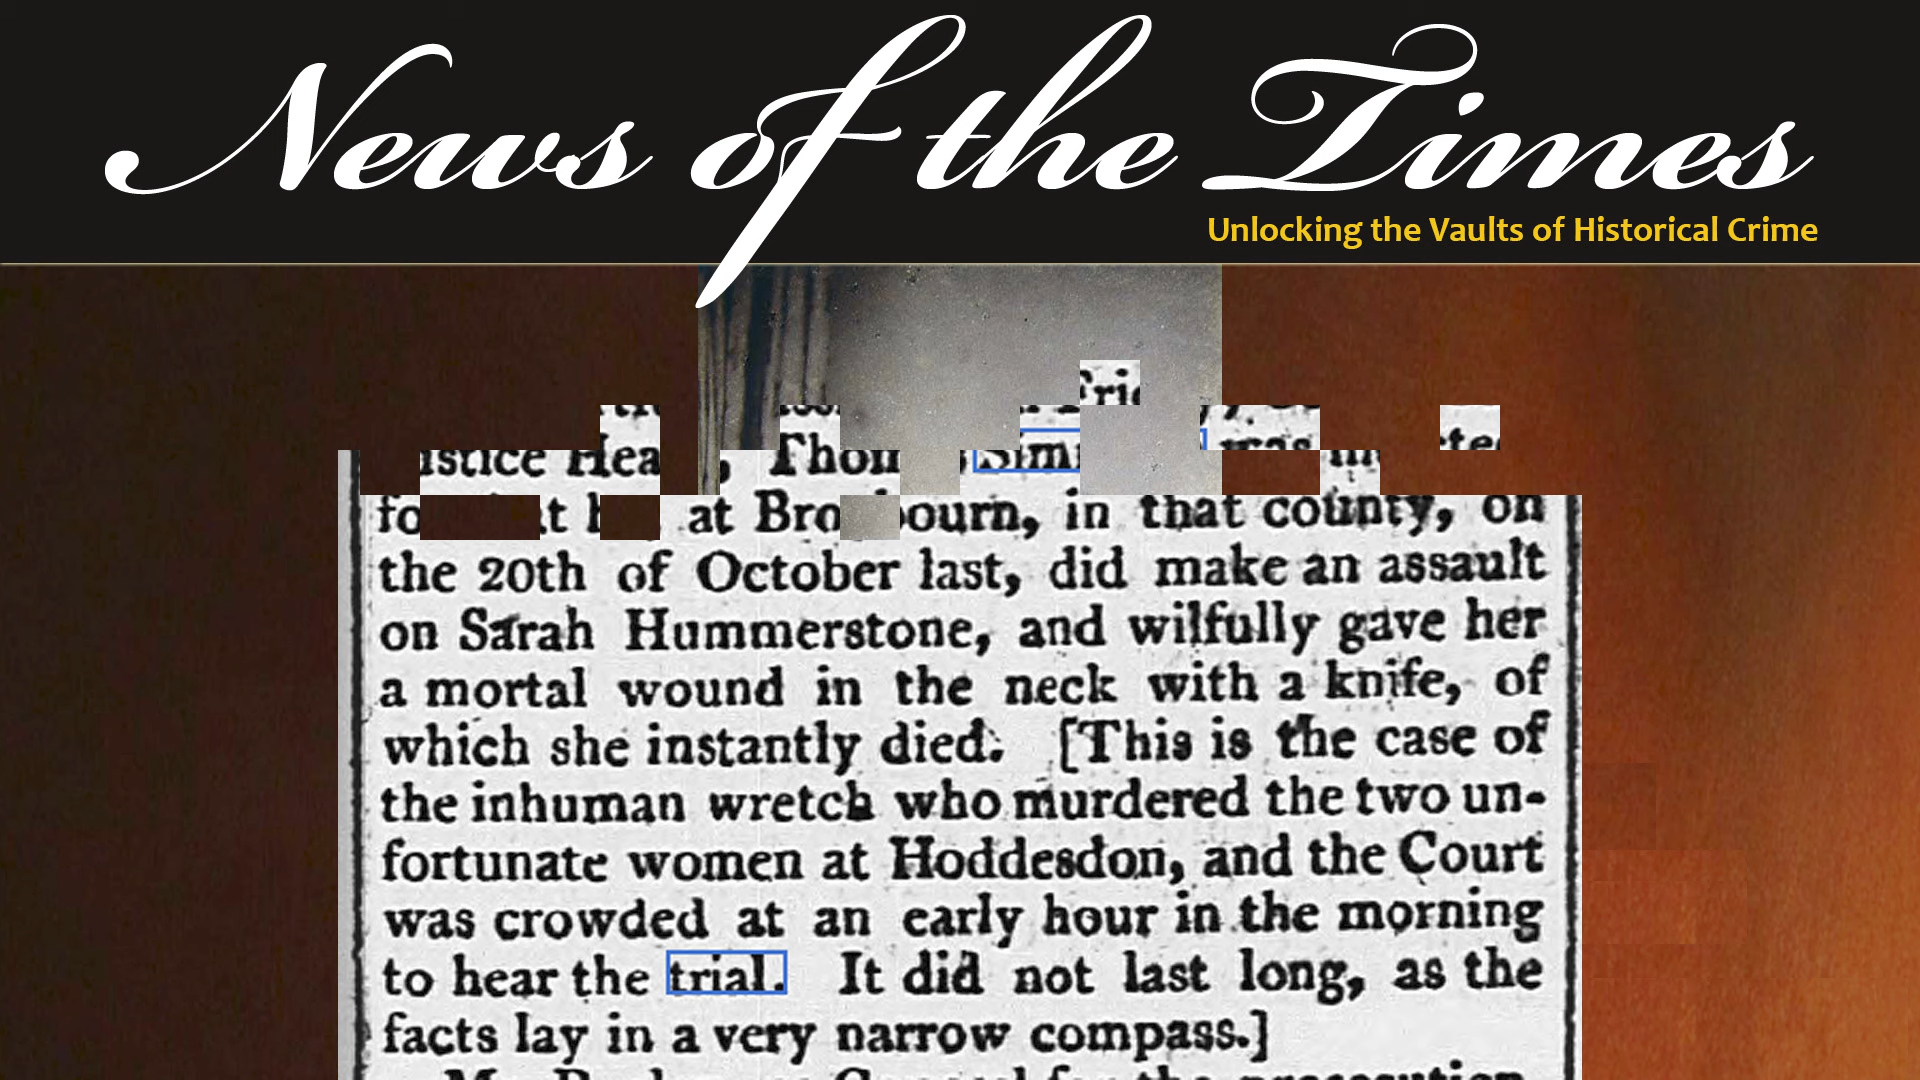 News of the Times
Unlocking the Vaults of Historical Crime
at in that county, on
the 20th of October last, did make an assault
on Sarah Hummerstone, and wilfully gave her
a mortal wound in the neck with a knife, of
which she instantly died. [This is the case of
the inhuman wretch who murdered the two un-
fortunate women at Hoddesdon, and the Court
was crowded at an early hour in the morning
to hear the trial. It did not last long, as the
facts lay in a very narrow compass.]